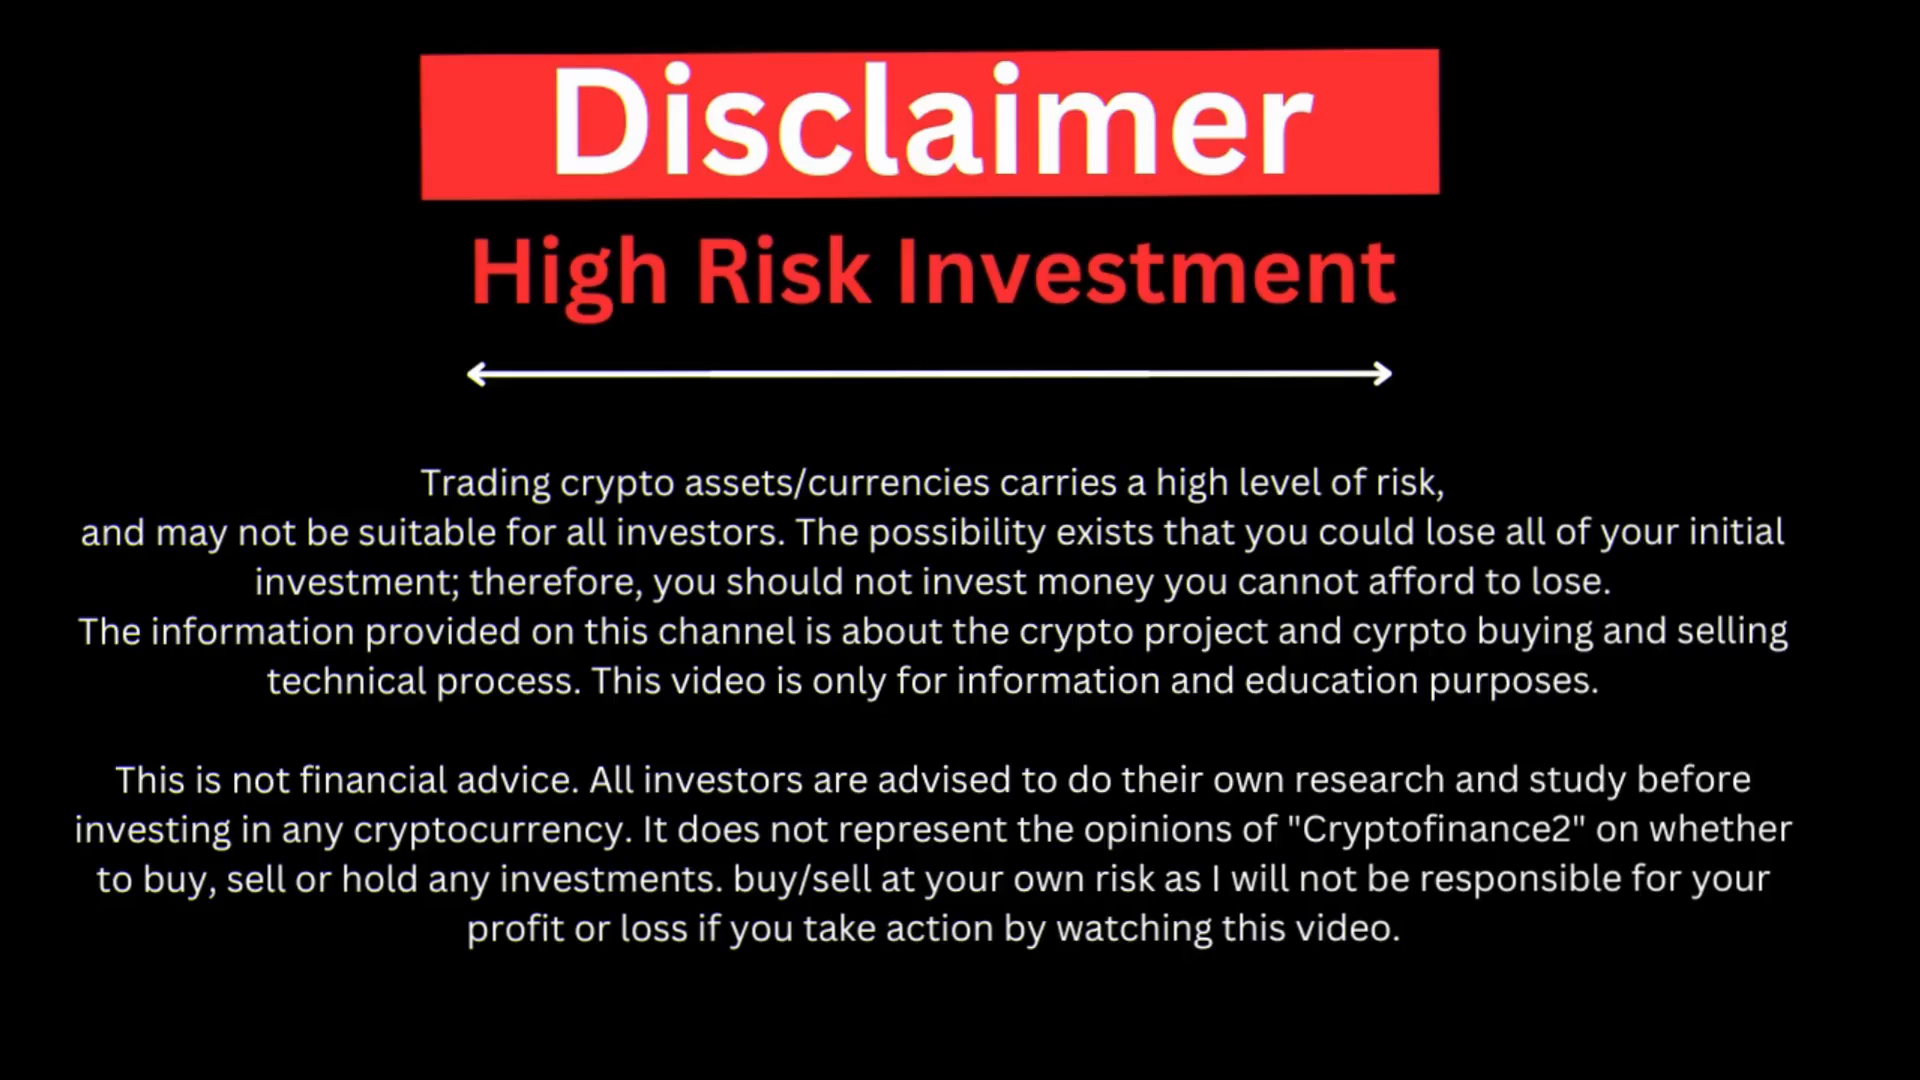 Disclaimer
High Risk Investment
Trading crypto assets/currencies carries a high level of risk,
and may not be suitable for all investors. The possibility exists that you could lose all of your initial
investment; therefore, you should not invest money you cannot afford to lose.
The information provided on this channel is about the crypto project and cyrpto buying and selling
technical process. This video is only for information and education purposes.
This is not financial advice. All investors are advised to do their own research and study before
investing in any cryptocurrency. It does not represent the opinions of "Cryptofinance2" on whether
to buy, sell or hold any investments. buy/sell at your own risk as I will not be responsible for your
profit or loss if you take action by watching this video.